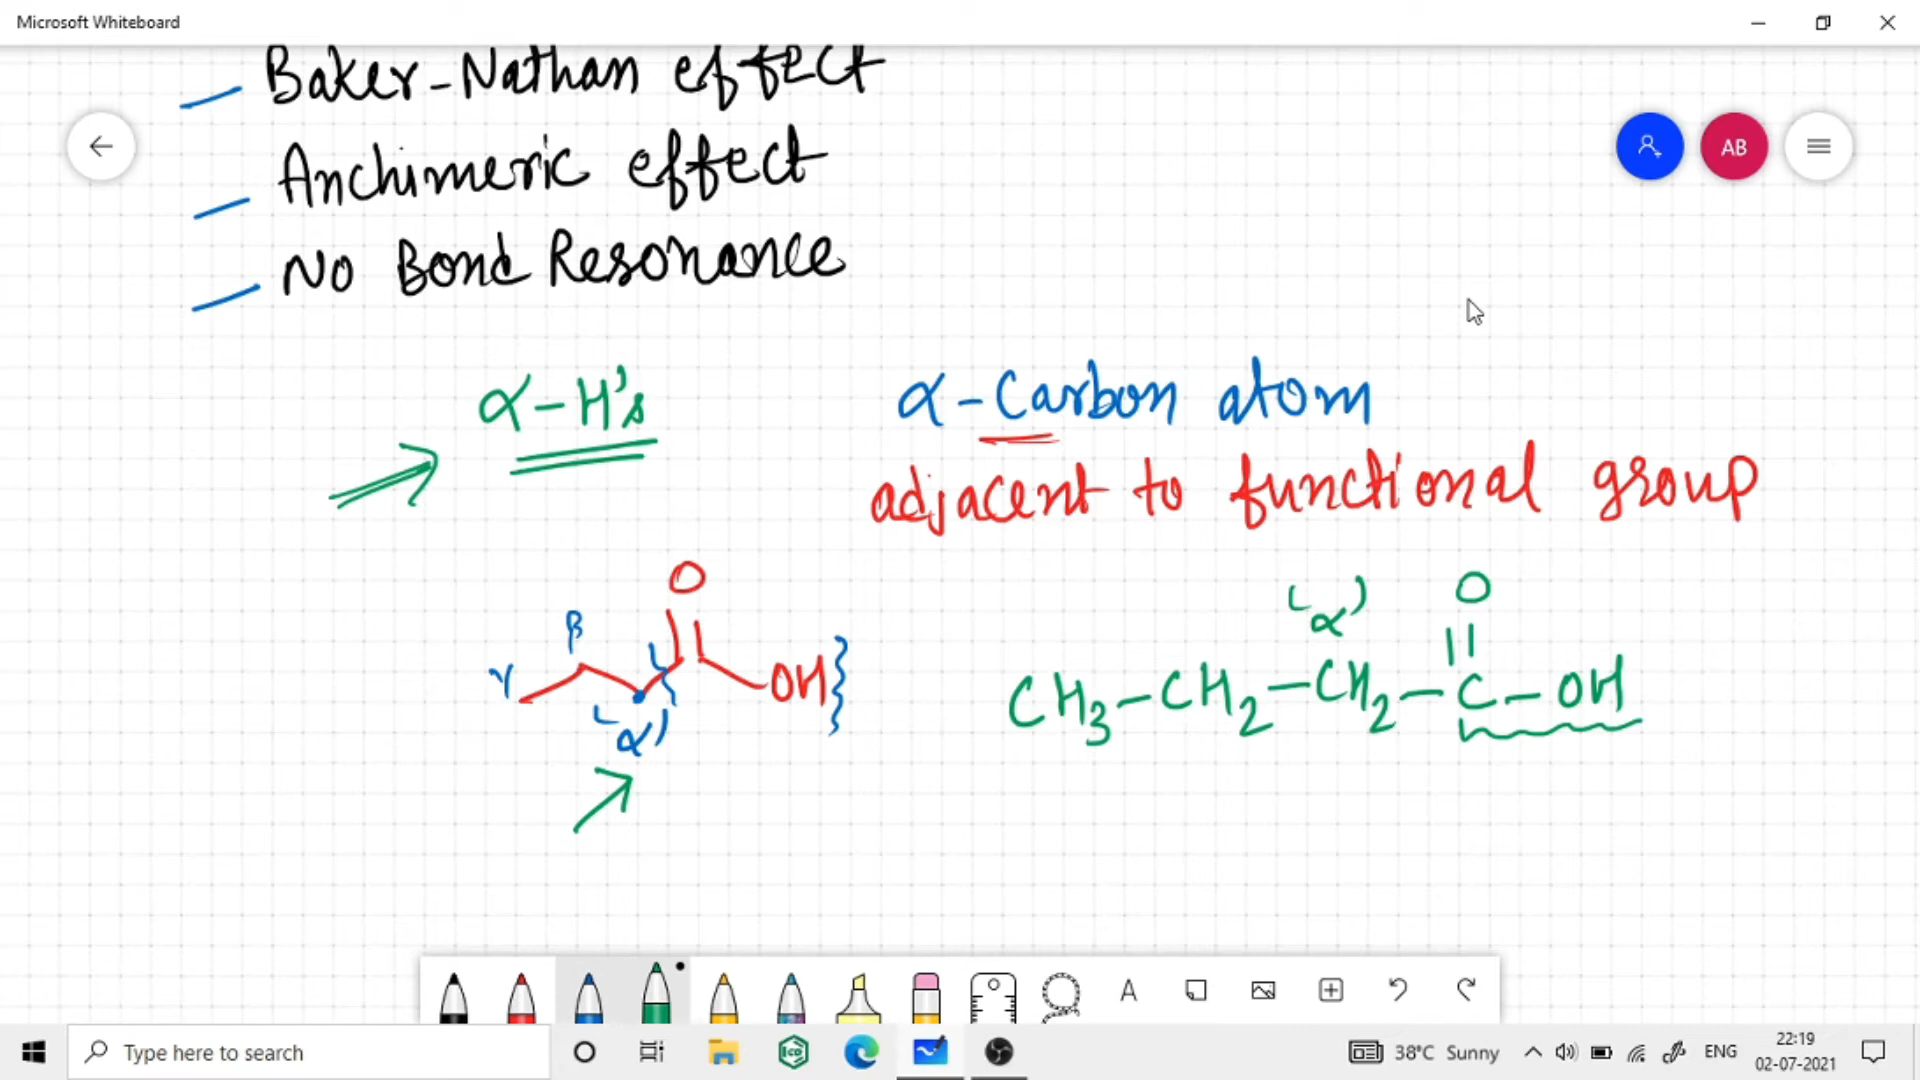 Microsoft Whiteboard
Baker-Nathan effect
Anchimeric effect
No Bond Resonance
AB
α-H's
α-Carbon atom
adjacent to functional group
O
β
γ
(α)
OH
(α)
O
CH3-CH2-CH2-C-OH
A
Type here to search
38°C Sunny
ENG
22:19
02-07-2021